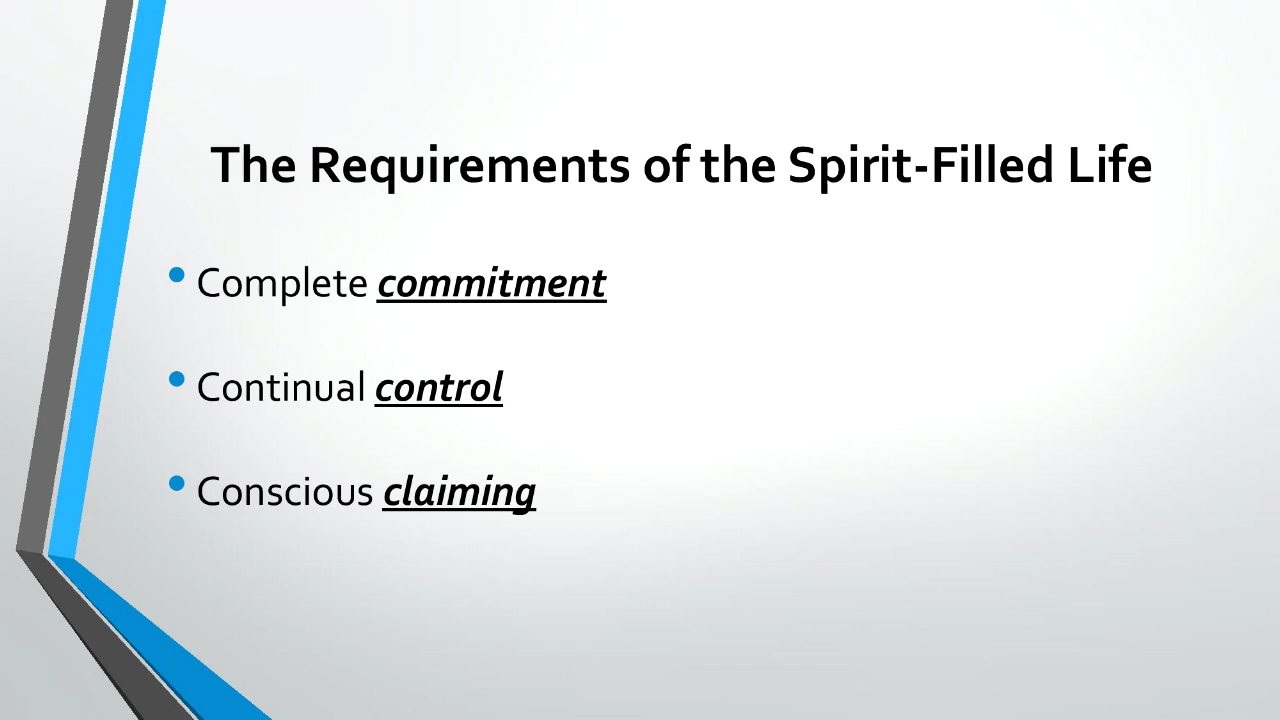 The Requirements of the Spirit-Filled Life
• Complete commitment
• Continual control
• Conscious claiming